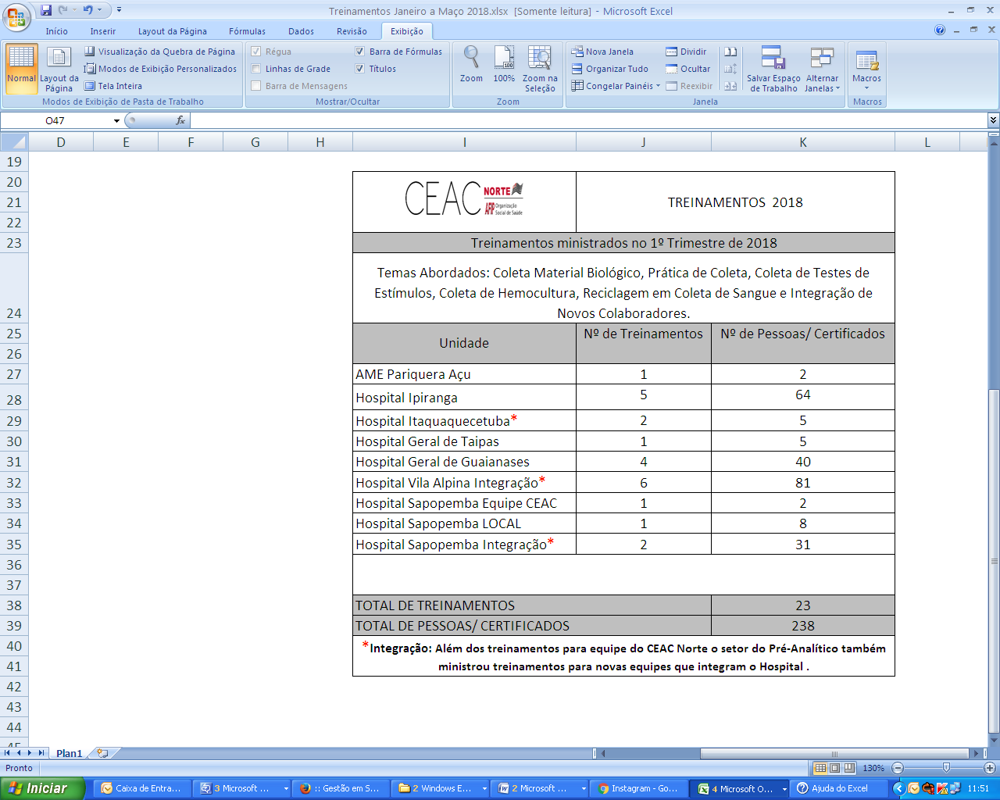 Treinamentos Janeiro a Maço 2018.xlsx  [Somente leitura] - Microsoft Excel
Início Inserir Layout da Página Fórmulas Dados Revisão Exibição
Normal
Layout da Página
Visualização da Quebra de Página
Modos de Exibição Personalizados
Tela Inteira
Modos de Exibição de Pasta de Trabalho
Régua
Linhas de Grade
Barra de Mensagens
Barra de Fórmulas
Títulos
Mostrar/Ocultar
Zoom
100%
Zoom na Seleção
Zoom
Nova Janela
Organizar Tudo
Congelar Painéis
Dividir
Ocultar
Reexibir
Salvar Espaço de Trabalho
Alternar Janelas
Janela
Macros
Macros
O47 fx
D E F G H I J K L
19
20
21
22
23
24
25
26
27
28
29
30
31
32
33
34
35
36
37
38
39
40
41
42
43
44
45
CEAC NORTE
AFIP Organização Social de Saúde
TREINAMENTOS  2018
Treinamentos ministrados no 1º Trimestre de 2018
Temas Abordados: Coleta Material Biológico, Prática de Coleta, Coleta de Testes de
Estímulos, Coleta de Hemocultura, Reciclagem em Coleta de Sangue e Integração de
Novos Colaboradores.
Unidade Nº de Treinamentos Nº de Pessoas/ Certificados
AME Pariquera Açu 1 2
Hospital Ipiranga 5 64
Hospital Itaquaquecetuba* 2 5
Hospital Geral de Taipas 1 5
Hospital Geral de Guaianases 4 40
Hospital Vila Alpina Integração* 6 81
Hospital Sapopemba Equipe CEAC 1 2
Hospital Sapopemba LOCAL 1 8
Hospital Sapopemba Integração* 2 31
TOTAL DE TREINAMENTOS 23
TOTAL DE PESSOAS/ CERTIFICADOS 238
*Integração: Além dos treinamentos para equipe do CEAC Norte o setor do Pré-Analítico também
ministrou treinamentos para novas equipes que integram o Hospital .
Plan1
Pronto 130%
Iniciar Caixa de Entra... 3 Microsoft ... :: Gestão em S... 2 Windows E... 2 Microsoft ... Instagram - Go... 4 Microsoft O... Ajuda do Excel 11:51